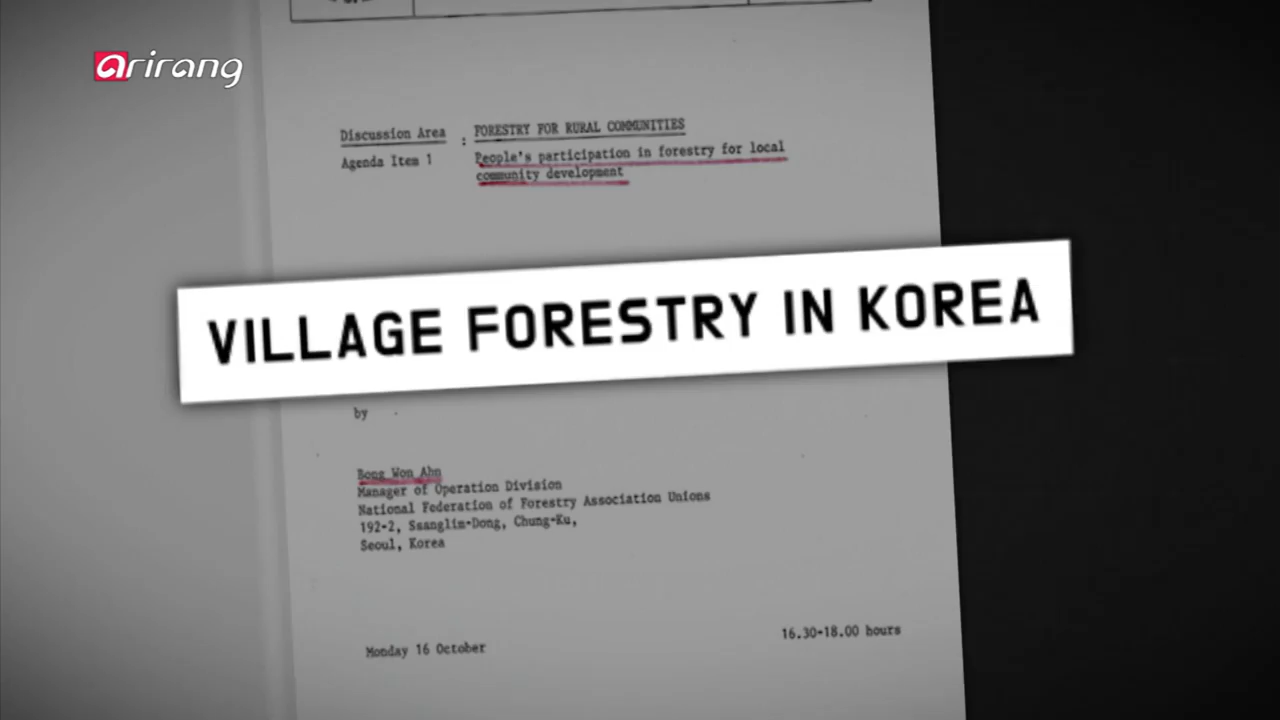 arirang
Discussion Area : FORESTRY FOR RURAL COMMUNITIES
Agenda Item 1 People's participation in forestry for local
community development
VILLAGE FORESTRY IN KOREA
by
Bong Won Ahn
Manager of Operation Division
National Federation of Forestry Association Unions
192-2, Ssanglim-Dong, Chung-Ku,
Seoul, Korea
Monday 16 October 16.30-18.00 hours